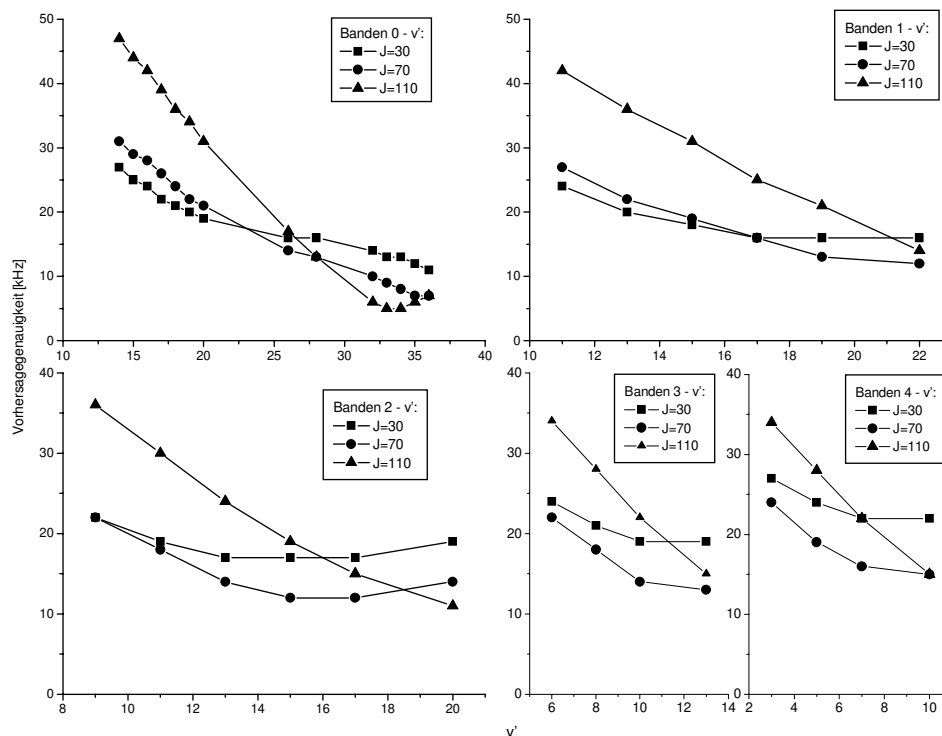 Vorhersagegenauigkeit [kHz]
50
40
30
20
10
0
10 15 20 25 30 35 40
Banden 0 - v':
J=30
J=70
J=110
50
40
30
20
10
0
10 12 14 16 18 20 22
Banden 1 - v':
J=30
J=70
J=110
40
30
20
10
0
8 10 12 14 16 18 20
Banden 2 - v':
J=30
J=70
J=110
40
30
20
10
0
6 8 10 12 14
Banden 3 - v':
J=30
J=70
J=110
40
30
20
10
0
2 4 6 8 10
Banden 4 - v':
J=30
J=70
J=110
v'